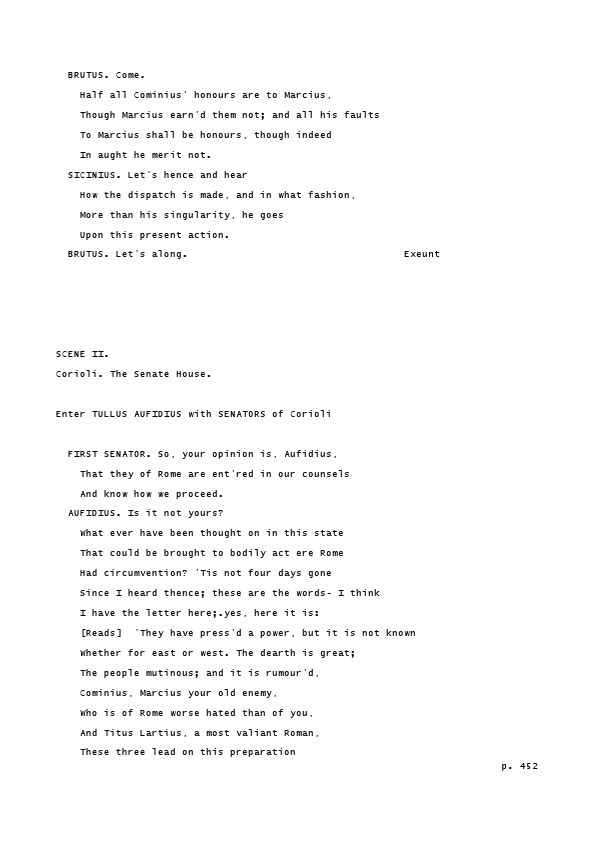 BRUTUS. Come.
Half all Cominius' honours are to Marcius,
Though Marcius earn'd them not; and all his faults
To Marcius shall be honours, though indeed
In aught he merit not.
SICINIUS. Let's hence and hear
How the dispatch is made, and in what fashion,
More than his singularity, he goes
Upon this present action.
BRUTUS. Let's along. Exeunt
SCENE II.
Corioli. The Senate House.
Enter TULLUS AUFIDIUS with SENATORS of Corioli
FIRST SENATOR. So, your opinion is, Aufidius,
That they of Rome are ent'red in our counsels
And know how we proceed.
AUFIDIUS. Is it not yours?
What ever have been thought on in this state
That could be brought to bodily act ere Rome
Had circumvention? 'Tis not four days gone
Since I heard thence; these are the words- I think
I have the letter here;.yes, here it is:
[Reads] 'They have press'd a power, but it is not known
Whether for east or west. The dearth is great;
The people mutinous; and it is rumour'd,
Cominius, Marcius your old enemy,
Who is of Rome worse hated than of you,
And Titus Lartius, a most valiant Roman,
These three lead on this preparation
p. 452